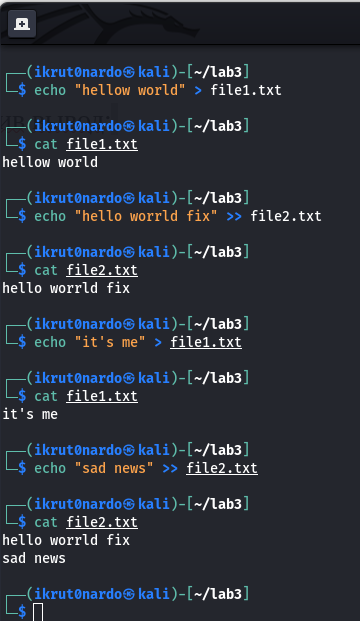 ┌──(ikrut0nardo㉿kali)-[~/lab3]
└─$ echo "hellow world" > file1.txt
┌──(ikrut0nardo㉿kali)-[~/lab3]
└─$ cat file1.txt
hellow world
┌──(ikrut0nardo㉿kali)-[~/lab3]
└─$ echo "hello worrld fix" >> file2.txt
┌──(ikrut0nardo㉿kali)-[~/lab3]
└─$ cat file2.txt
hello worrld fix
┌──(ikrut0nardo㉿kali)-[~/lab3]
└─$ echo "it's me" > file1.txt
┌──(ikrut0nardo㉿kali)-[~/lab3]
└─$ cat file1.txt
it's me
┌──(ikrut0nardo㉿kali)-[~/lab3]
└─$ echo "sad news" >> file2.txt
┌──(ikrut0nardo㉿kali)-[~/lab3]
└─$ cat file2.txt
hello worrld fix
sad news
┌──(ikrut0nardo㉿kali)-[~/lab3]
└─$